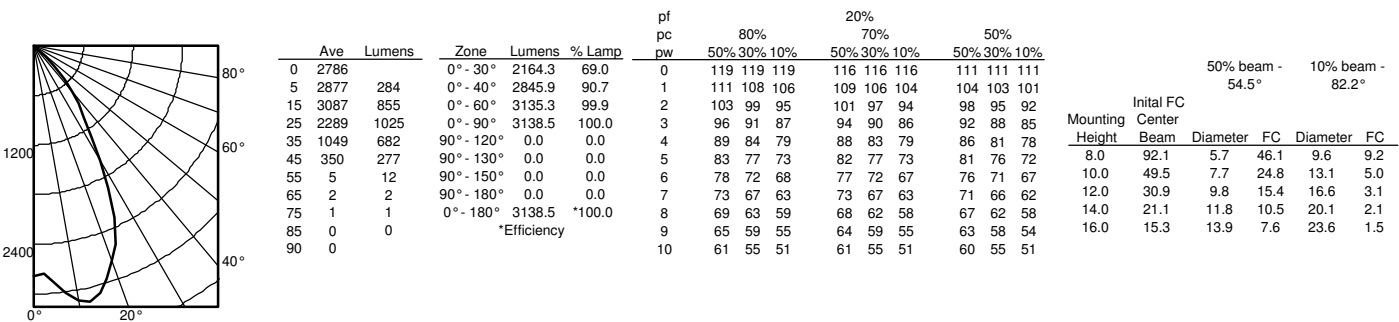 1200
2400
0°
20°
40°
60°
80°
Ave Lumens
0 2786
5 2877 284
15 3087 855
25 2289 1025
35 1049 682
45 350 277
55 5 12
65 2 2
75 1 1
85 0 0
90 0
Zone Lumens % Lamp
0°- 30° 2164.3 69.0
0°- 40° 2845.9 90.7
0°- 60° 3135.3 99.9
0°- 90° 3138.5 100.0
90°- 120° 0.0 0.0
90°- 130° 0.0 0.0
90°- 150° 0.0 0.0
90°- 180° 0.0 0.0
0°- 180° 3138.5 *100.0
*Efficiency
pf 20%
pc 80% 70% 50%
pw 50% 30% 10% 50% 30% 10% 50% 30% 10%
0 119 119 119 116 116 116 111 111 111
1 111 108 106 109 106 104 104 103 101
2 103 99 95 101 97 94 98 95 92
3 96 91 87 94 90 86 92 88 85
4 89 84 79 88 83 79 86 81 78
5 83 77 73 82 77 73 81 76 72
6 78 72 68 77 72 67 76 71 67
7 73 67 63 73 67 63 71 66 62
8 69 63 59 68 62 58 67 62 58
9 65 59 55 64 59 55 63 58 54
10 61 55 51 61 55 51 60 55 51
50% beam - 10% beam -
54.5° 82.2°
Inital FC
Mounting Center
Height Beam Diameter FC Diameter FC
8.0 92.1 5.7 46.1 9.6 9.2
10.0 49.5 7.7 24.8 13.1 5.0
12.0 30.9 9.8 15.4 16.6 3.1
14.0 21.1 11.8 10.5 20.1 2.1
16.0 15.3 13.9 7.6 23.6 1.5